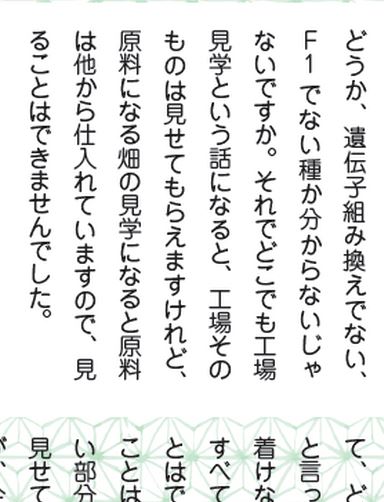 どうか、遺伝子組み換えでない、
F1でない種か分からないじゃ
ないですか。それでどこでも工場
見学という話になると、工場その
ものは見せてもらえますけれど、
原料になる畑の見学になると原料
は他から仕入れていますので、見
ることはできませんでした。
て、ど
と言っ
着けな
すべて
とはで
ことは
い部分
見せて
が、